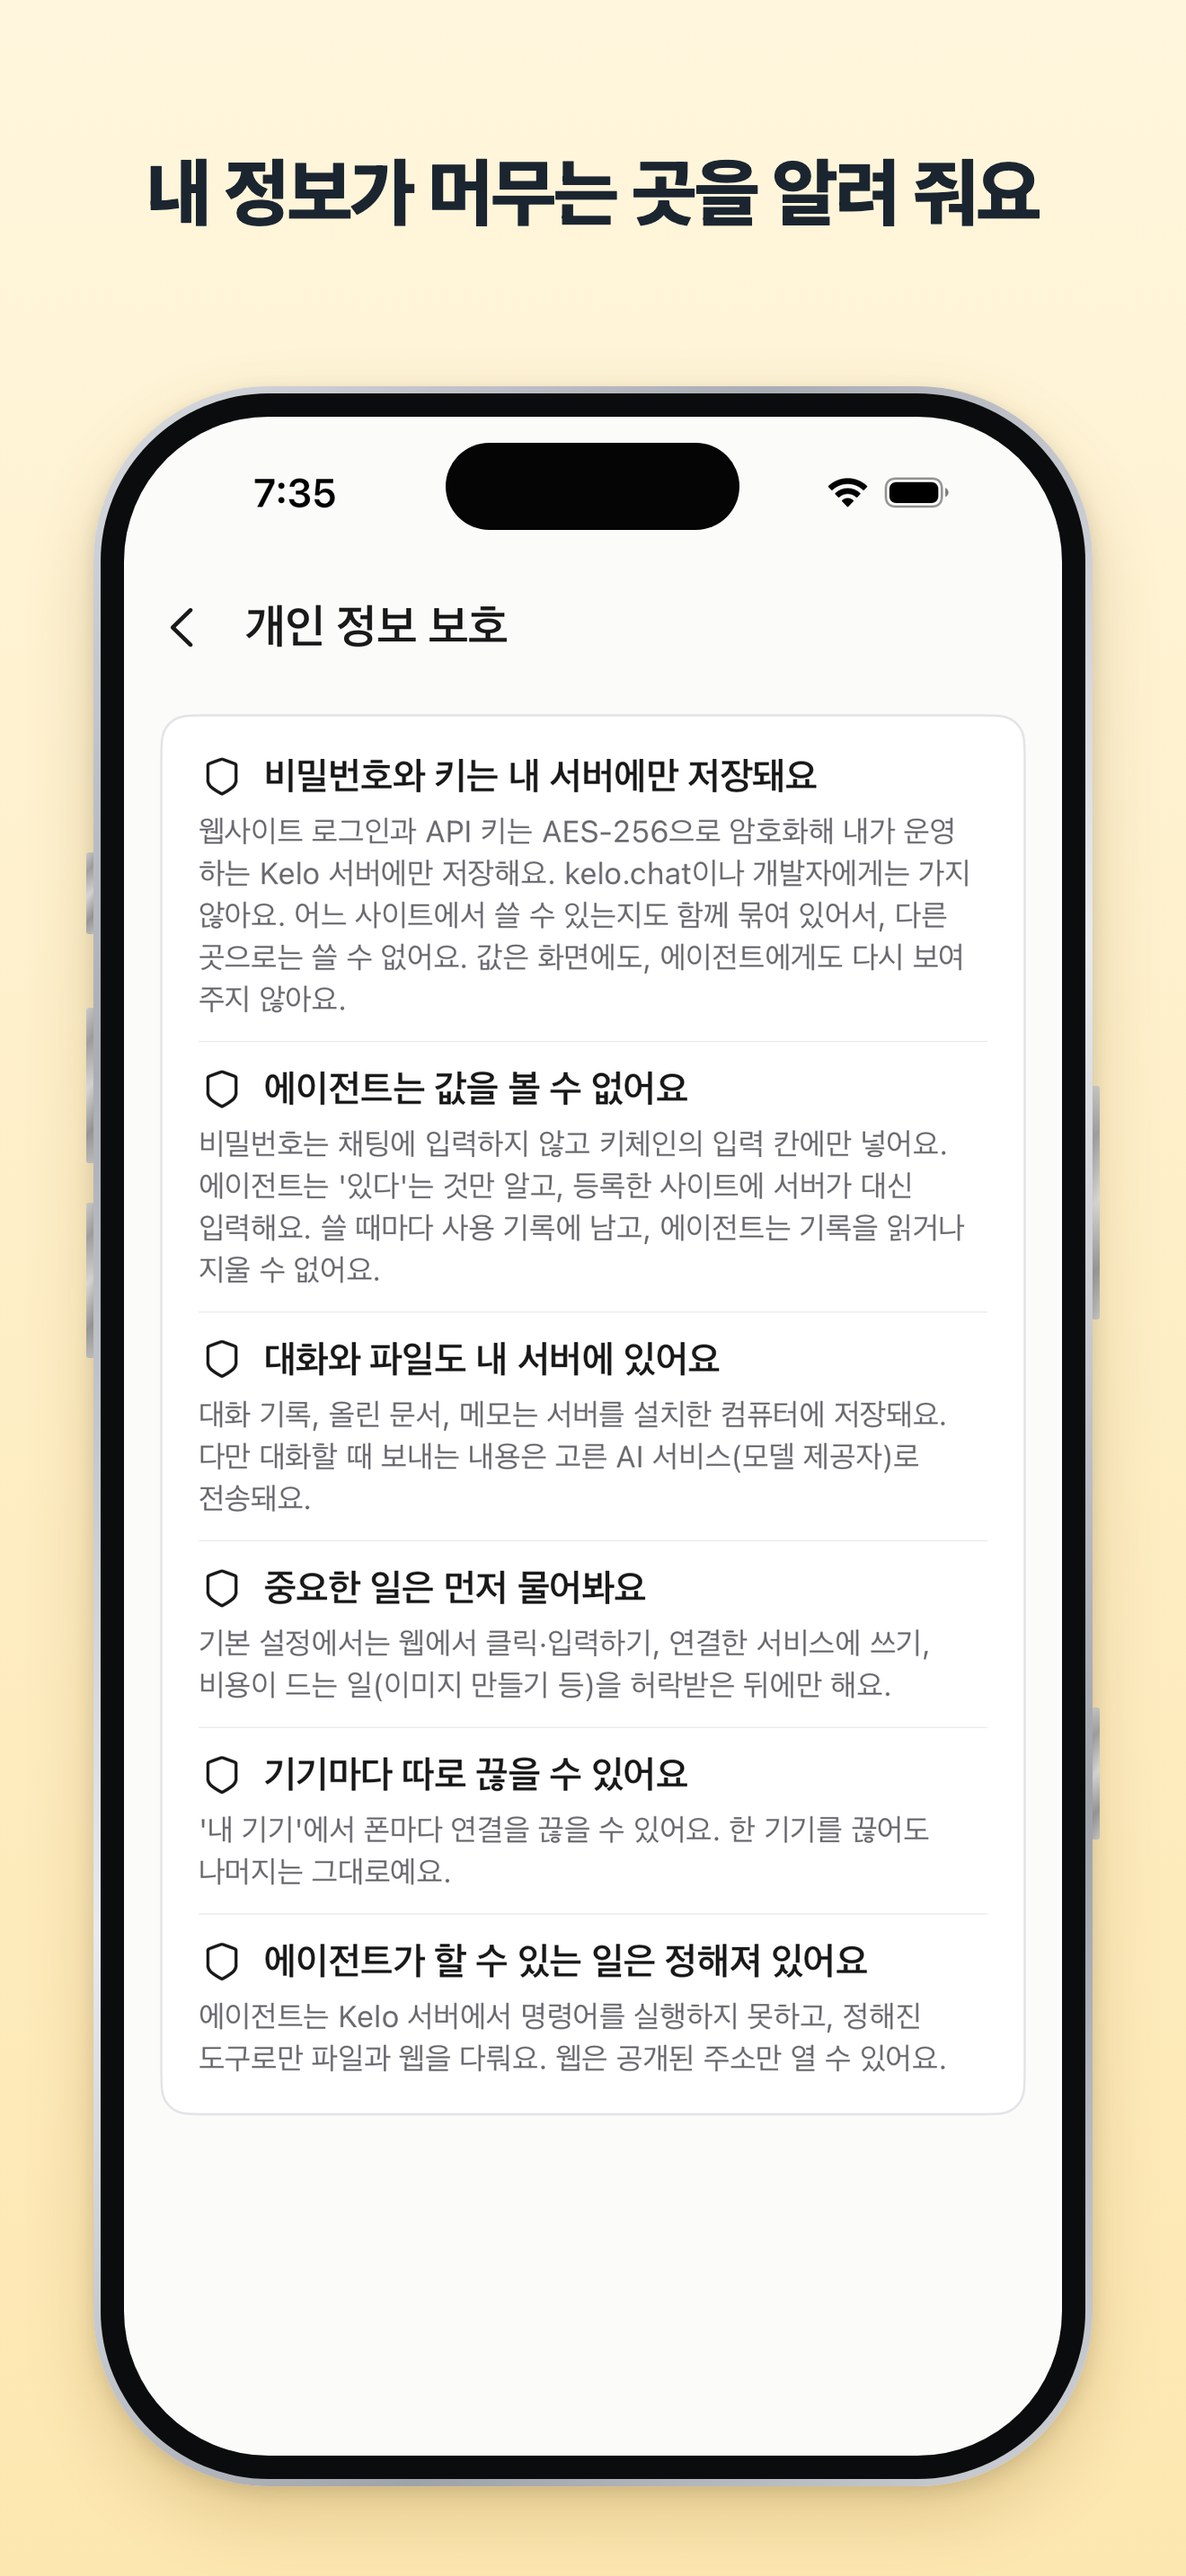 내 정보가 머무는 곳을 알려 줘요
7:35
개인 정보 보호
비밀번호와 키는 내 서버에만 저장돼요
웹사이트 로그인과 API 키는 AES-256으로 암호화해 내가 운영
하는 Kelo 서버에만 저장해요. kelo.chat이나 개발자에게는 가지
않아요. 어느 사이트에서 쓸 수 있는지도 함께 묶여 있어서, 다른
곳으로는 쓸 수 없어요. 값은 화면에도, 에이전트에게도 다시 보여
주지 않아요.
에이전트는 값을 볼 수 없어요
비밀번호는 채팅에 입력하지 않고 키체인의 입력 칸에만 넣어요.
에이전트는 '있다'는 것만 알고, 등록한 사이트에 서버가 대신
입력해요. 쓸 때마다 사용 기록에 남고, 에이전트는 기록을 읽거나
지울 수 없어요.
대화와 파일도 내 서버에 있어요
대화 기록, 올린 문서, 메모는 서버를 설치한 컴퓨터에 저장돼요.
다만 대화할 때 보내는 내용은 고른 AI 서비스(모델 제공자)로
전송돼요.
중요한 일은 먼저 물어봐요
기본 설정에서는 웹에서 클릭·입력하기, 연결한 서비스에 쓰기,
비용이 드는 일(이미지 만들기 등)을 허락받은 뒤에만 해요.
기기마다 따로 끊을 수 있어요
'내 기기'에서 폰마다 연결을 끊을 수 있어요. 한 기기를 끊어도
나머지는 그대로예요.
에이전트가 할 수 있는 일은 정해져 있어요
에이전트는 Kelo 서버에서 명령어를 실행하지 못하고, 정해진
도구로만 파일과 웹을 다뤄요. 웹은 공개된 주소만 열 수 있어요.